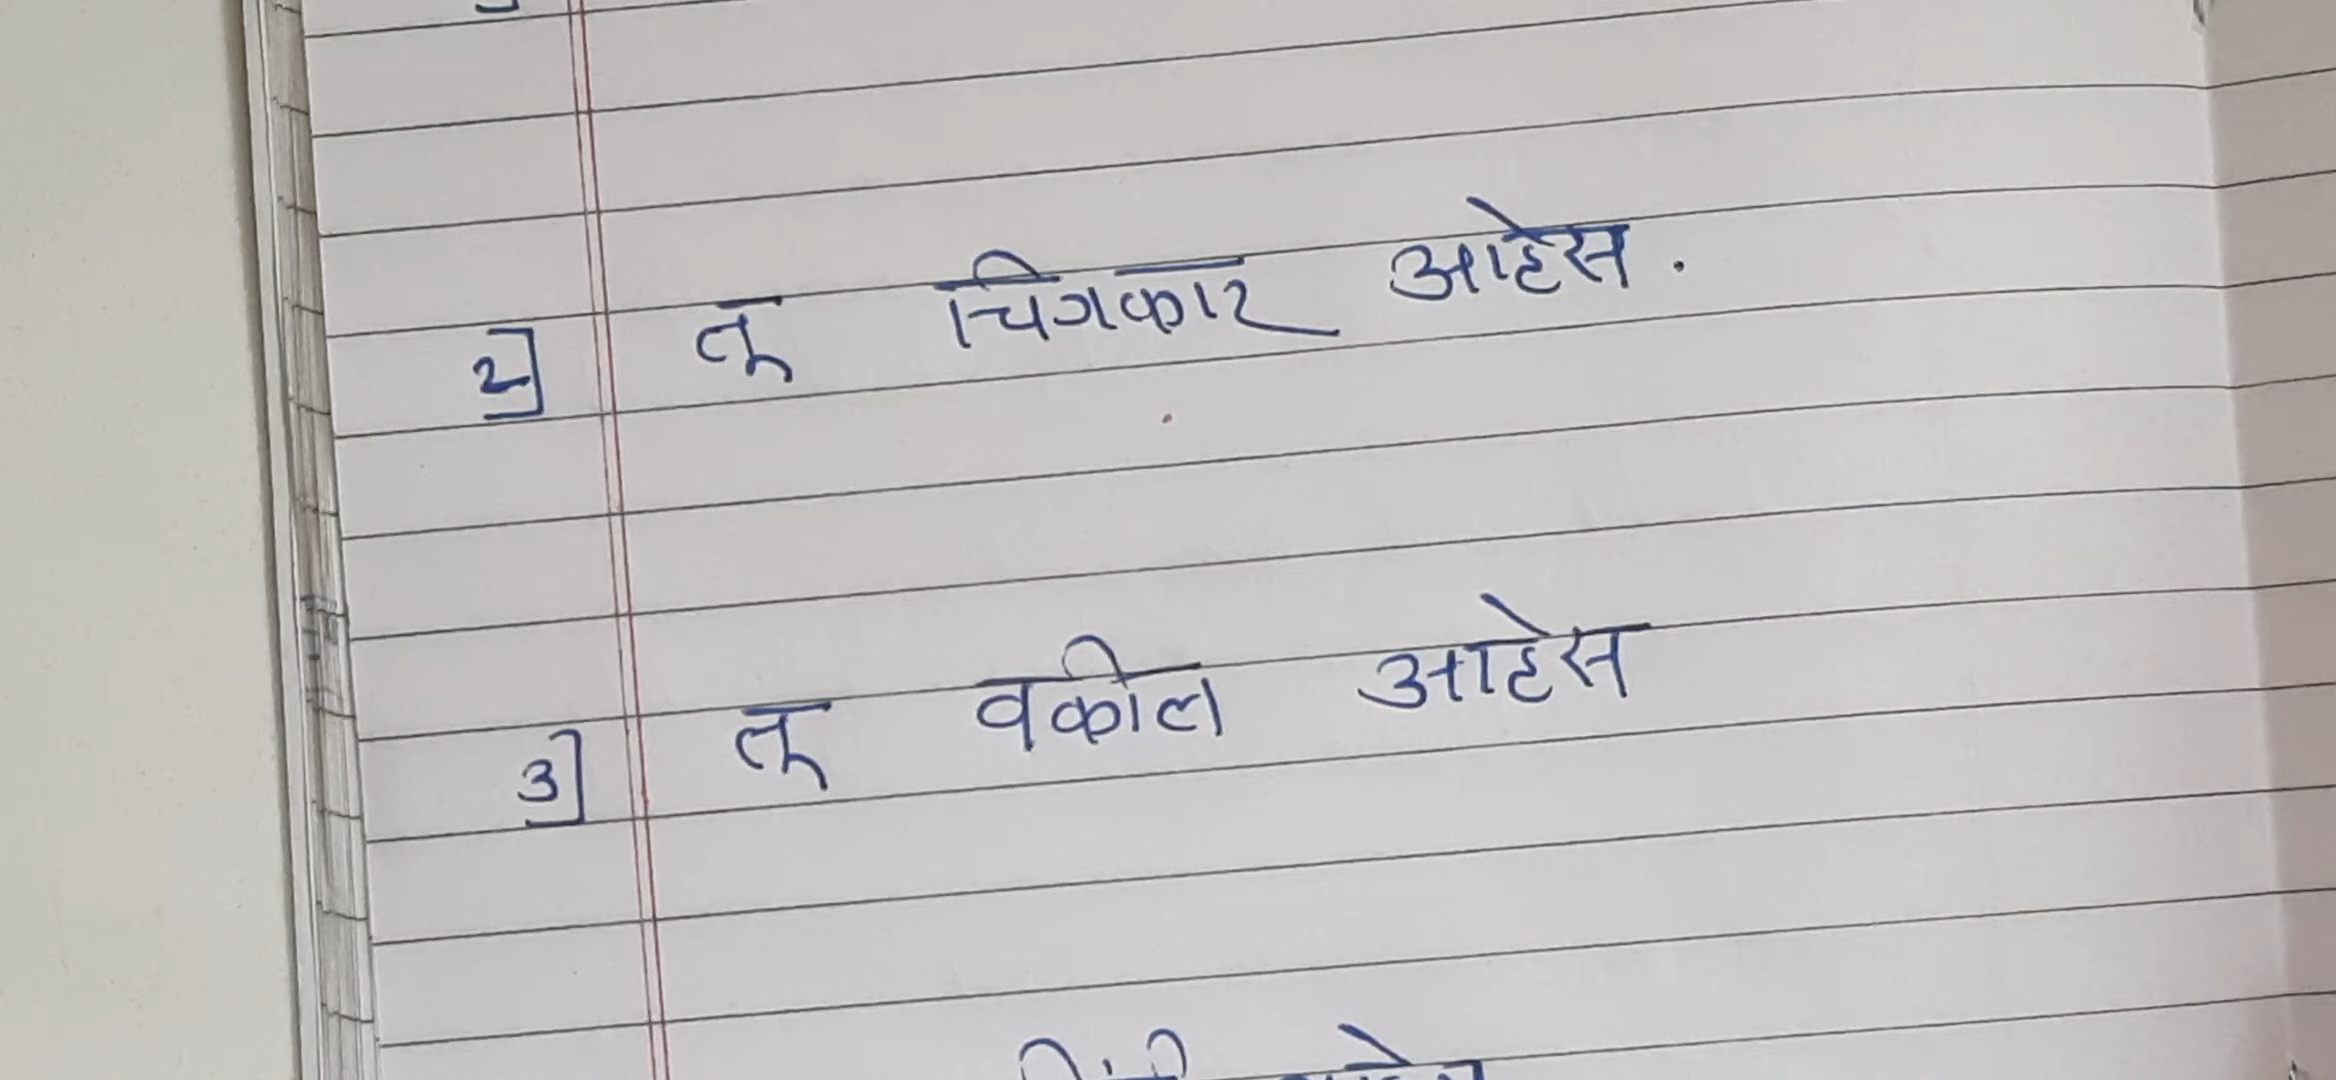 2] तू चित्रकार आहेस.
3] तू वकील आहेस